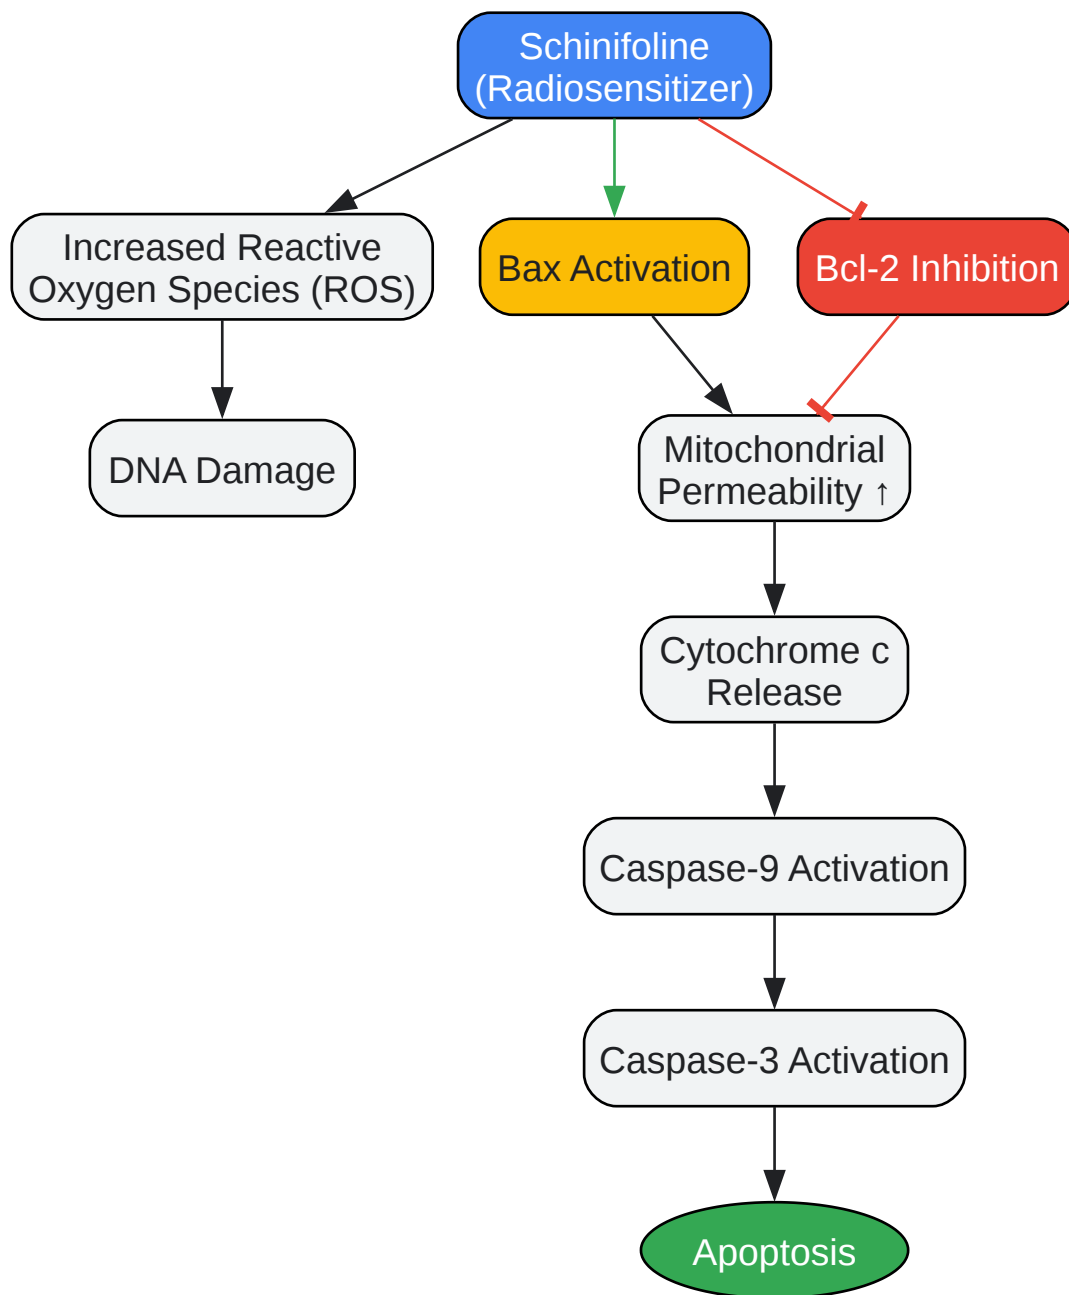 Schinifoline
(Radiosensitizer)
Increased Reactive
Oxygen Species (ROS)
Bax Activation
Bcl-2 Inhibition
DNA Damage
Mitochondrial
Permeability ↑
Cytochrome c
Release
Caspase-9 Activation
Caspase-3 Activation
Apoptosis